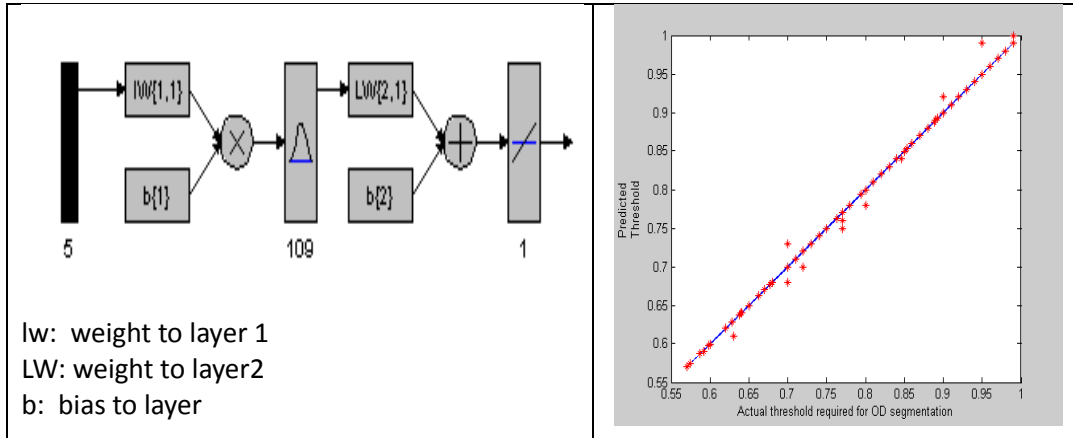 IW{1,1}
b{1}
LW{2,1}
b{2}
5
109
1
lw: weight to layer 1
LW: weight to layer2
b: bias to layer
1
0.95
0.9
0.85
0.8
0.75
0.7
0.65
0.6
0.55
Predicted
Threshold
0.55 0.6 0.65 0.7 0.75 0.8 0.85 0.9 0.95 1
Actual threshold required for OD segmentation